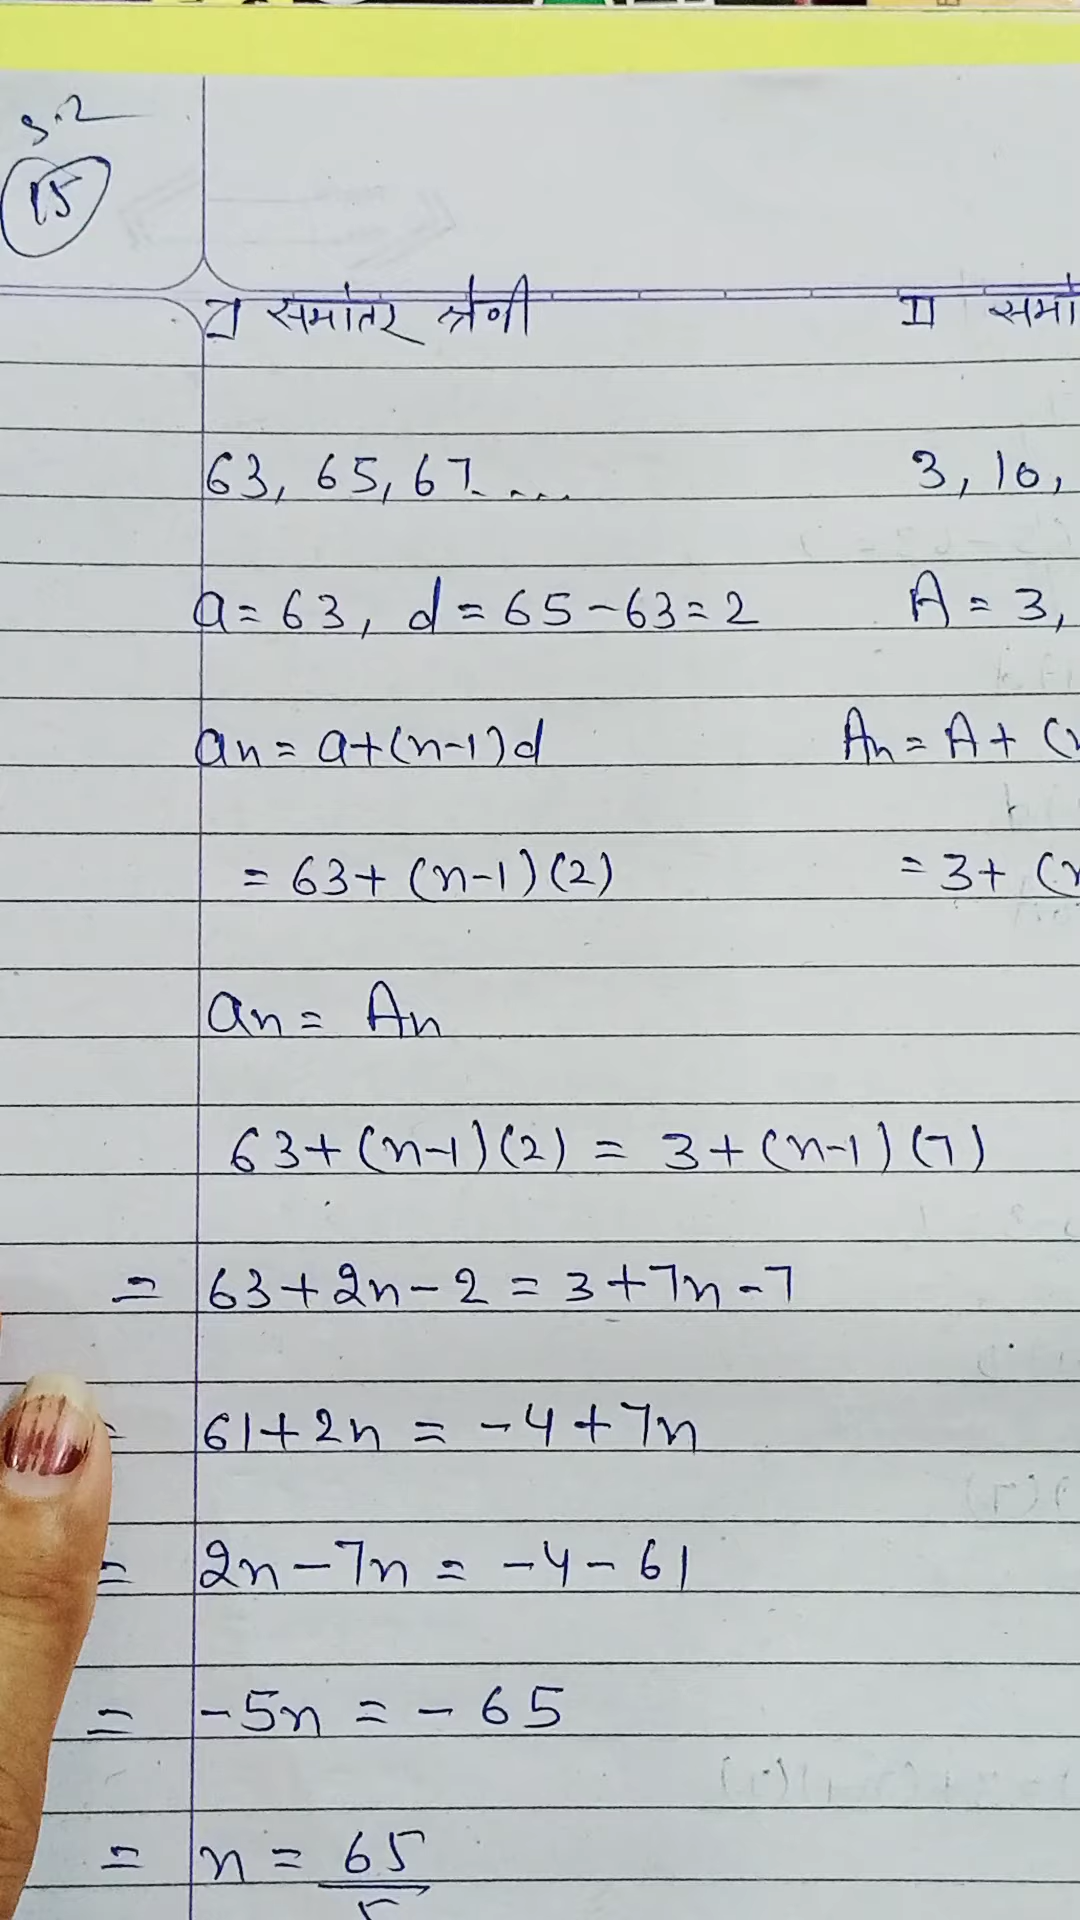 5.2
15
I समांतर श्रेणी II समां
63, 65, 67..... 3, 10,
a = 63, d = 65 - 63 = 2 A = 3,
an = a + (n-1)d An = A + (n
= 63 + (n-1)(2) = 3 + (n
an = An
63 + (n-1)(2) = 3 + (n-1)(7)
= 63 + 2n - 2 = 3 + 7n - 7
= 61 + 2n = -4 + 7n
= 2n - 7n = -4 - 61
= -5n = -65
= n = 65
5